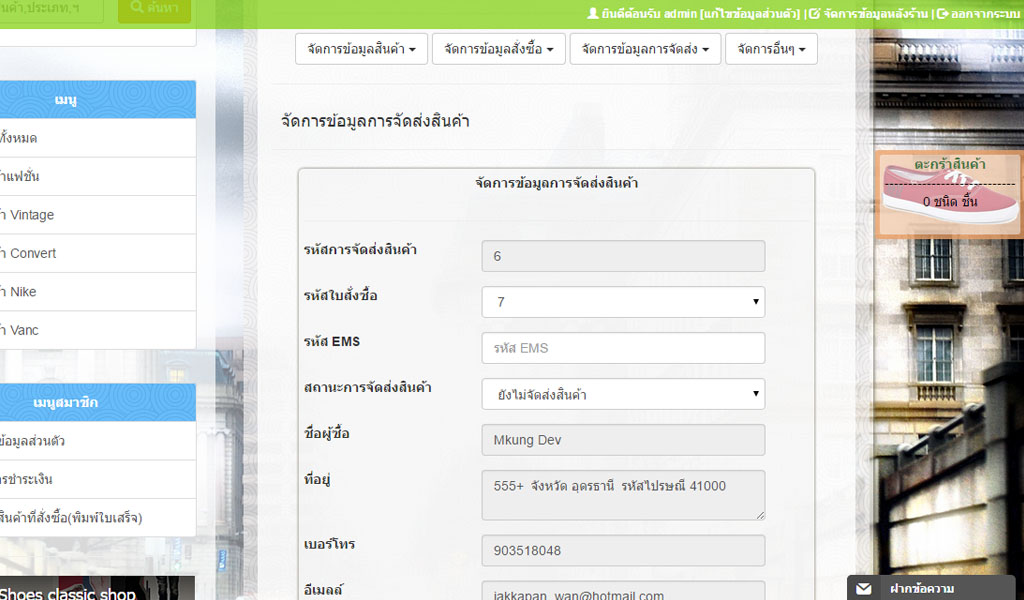 นค้า,ประเภท,ฯ ค้นหา
ยินดีต้อนรับ admin [แก้ไขข้อมูลส่วนตัว] | จัดการข้อมูลหลังร้าน | ออกจากระบบ
จัดการข้อมูลสินค้า จัดการข้อมูลสั่งซื้อ จัดการข้อมูลการจัดส่ง จัดการอื่นๆ
เมนู
ทั้งหมด
าแฟชั่น
า Vintage
า Convert
า Nike
า Vanc
เมนูสมาชิก
ข้อมูลส่วนตัว
รชำระเงิน
สินค้าที่สั่งซื้อ(พิมพ์ใบเสร็จ)
Shoes classic shop
จัดการข้อมูลการจัดส่งสินค้า
จัดการข้อมูลการจัดส่งสินค้า
รหัสการจัดส่งสินค้า 6
รหัสใบสั่งซื้อ 7
รหัส EMS รหัส EMS
สถานะการจัดส่งสินค้า ยังไม่จัดส่งสินค้า
ชื่อผู้ซื้อ Mkung Dev
ที่อยู่ 555+ จังหวัด อุดรธานี รหัสไปรษณี 41000
เบอร์โทร 903518048
อีเมลล์ jakkapan_wan@hotmail.com
ตะกร้าสินค้า
0 ชนิด ชิ้น
ฝากข้อความ